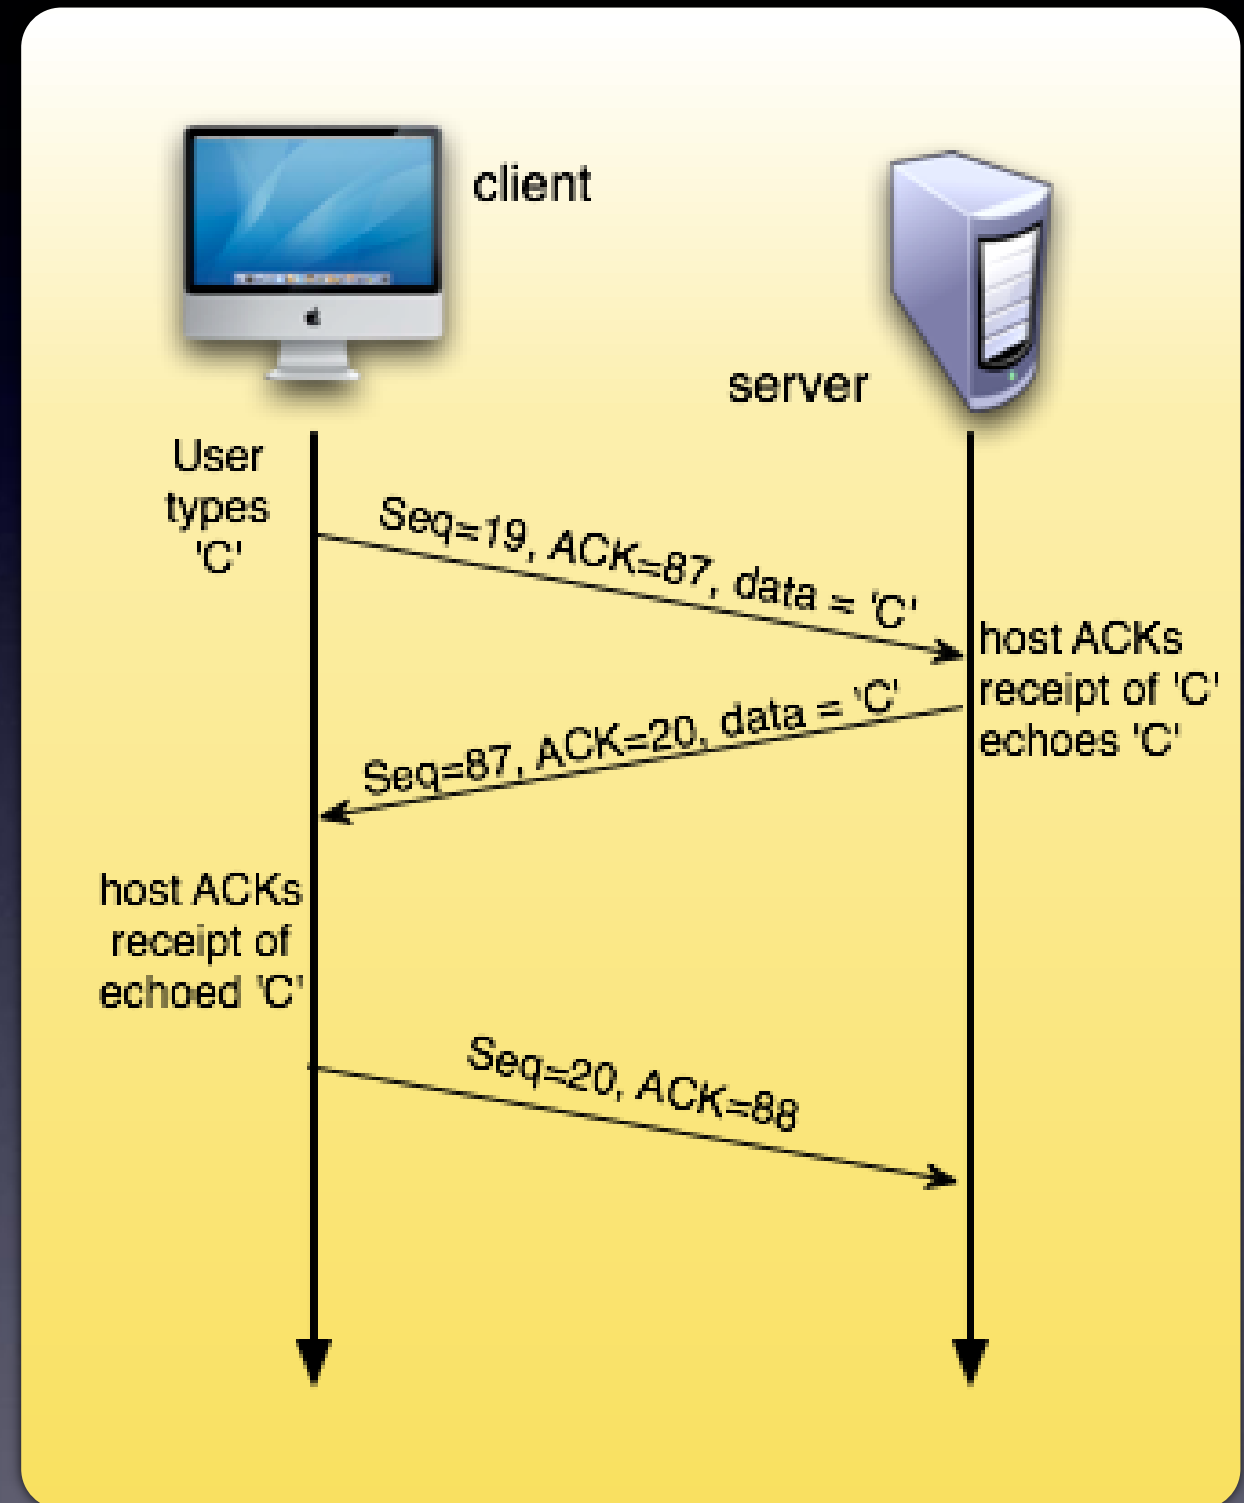 client
server
User
types
'C'
Seq=19, ACK=87, data = 'C'
host ACKs
receipt of 'C'
echoes 'C'
Seq=87, ACK=20, data = 'C'
host ACKs
receipt of
echoed 'C'
Seq=20, ACK=88